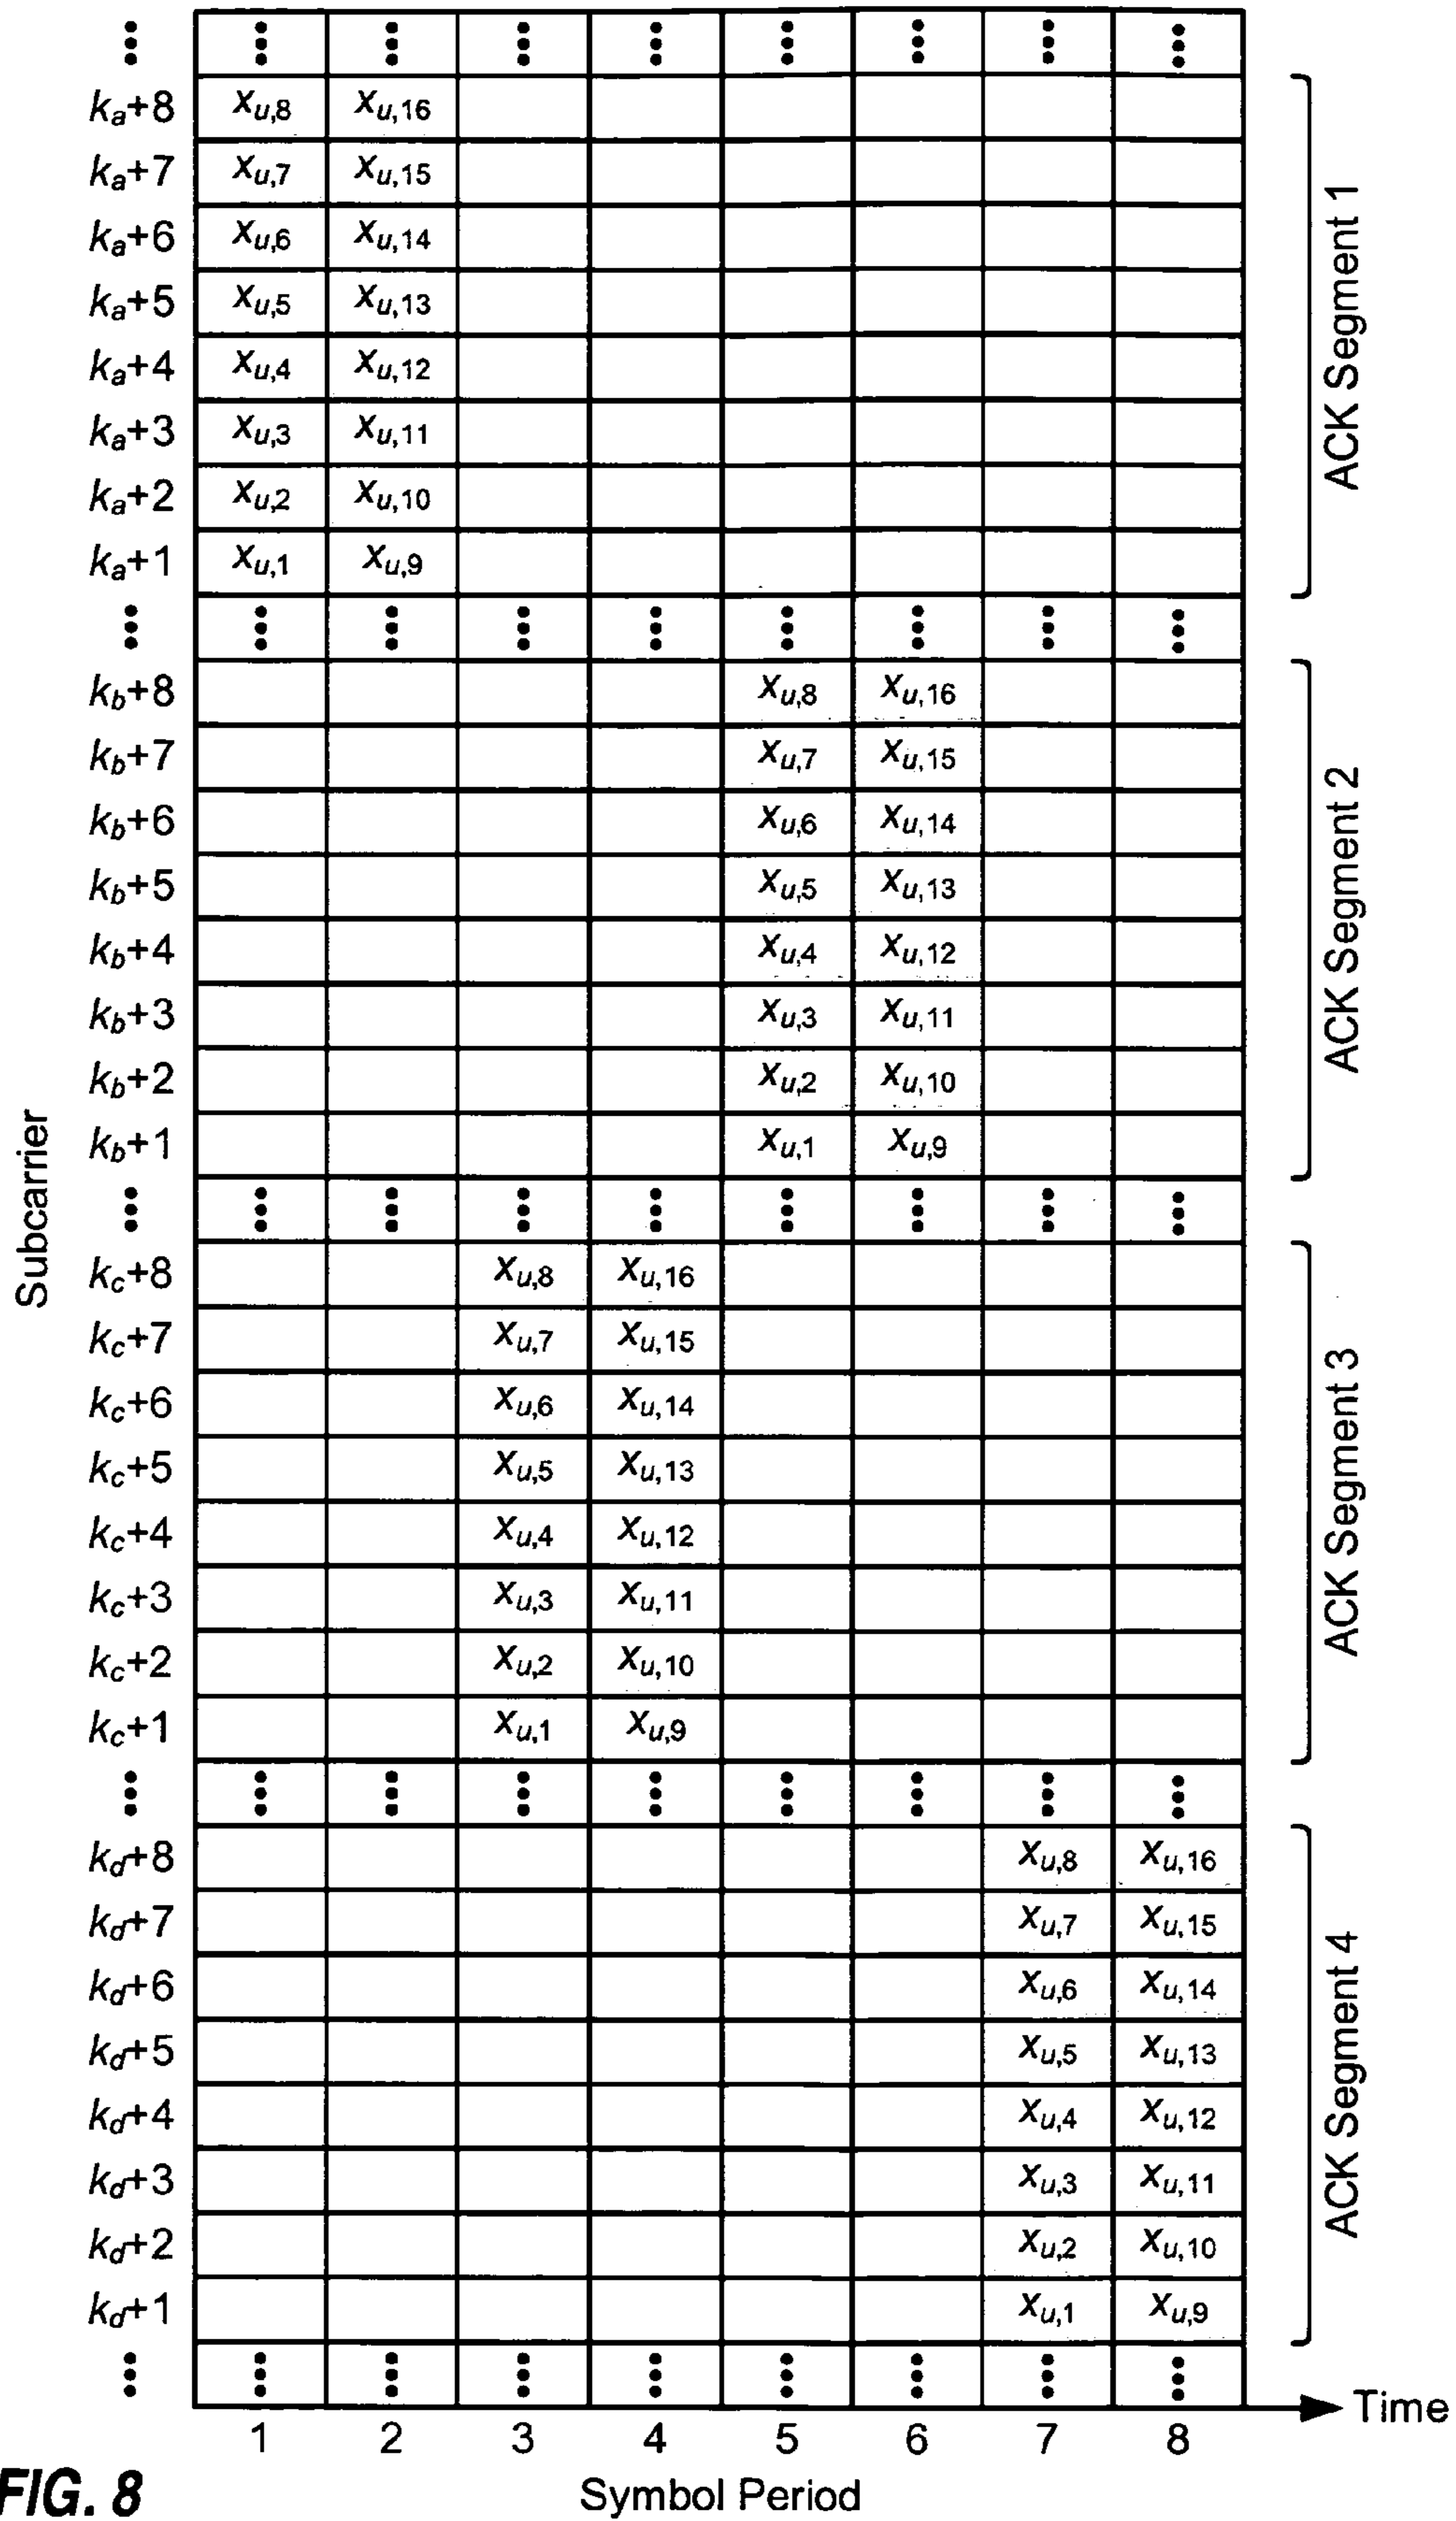 ⋮ ⋮ ⋮ ⋮ ⋮ ⋮ ⋮ ⋮ ⋮
ka+8 Xu,8 Xu,16
ka+7 Xu,7 Xu,15
ka+6 Xu,6 Xu,14
ka+5 Xu,5 Xu,13
ka+4 Xu,4 Xu,12
ka+3 Xu,3 Xu,11
ka+2 Xu,2 Xu,10
ka+1 Xu,1 Xu,9
ACK Segment 1
⋮ ⋮ ⋮ ⋮ ⋮ ⋮ ⋮ ⋮ ⋮
kb+8 Xu,8 Xu,16
kb+7 Xu,7 Xu,15
kb+6 Xu,6 Xu,14
kb+5 Xu,5 Xu,13
kb+4 Xu,4 Xu,12
kb+3 Xu,3 Xu,11
kb+2 Xu,2 Xu,10
kb+1 Xu,1 Xu,9
ACK Segment 2
Subcarrier
⋮ ⋮ ⋮ ⋮ ⋮ ⋮ ⋮ ⋮ ⋮
kc+8 Xu,8 Xu,16
kc+7 Xu,7 Xu,15
kc+6 Xu,6 Xu,14
kc+5 Xu,5 Xu,13
kc+4 Xu,4 Xu,12
kc+3 Xu,3 Xu,11
kc+2 Xu,2 Xu,10
kc+1 Xu,1 Xu,9
ACK Segment 3
⋮ ⋮ ⋮ ⋮ ⋮ ⋮ ⋮ ⋮ ⋮
kd+8 Xu,8 Xu,16
kd+7 Xu,7 Xu,15
kd+6 Xu,6 Xu,14
kd+5 Xu,5 Xu,13
kd+4 Xu,4 Xu,12
kd+3 Xu,3 Xu,11
kd+2 Xu,2 Xu,10
kd+1 Xu,1 Xu,9
ACK Segment 4
⋮ ⋮ ⋮ ⋮ ⋮ ⋮ ⋮ ⋮ ⋮
Time
1 2 3 4 5 6 7 8
Symbol Period
FIG. 8